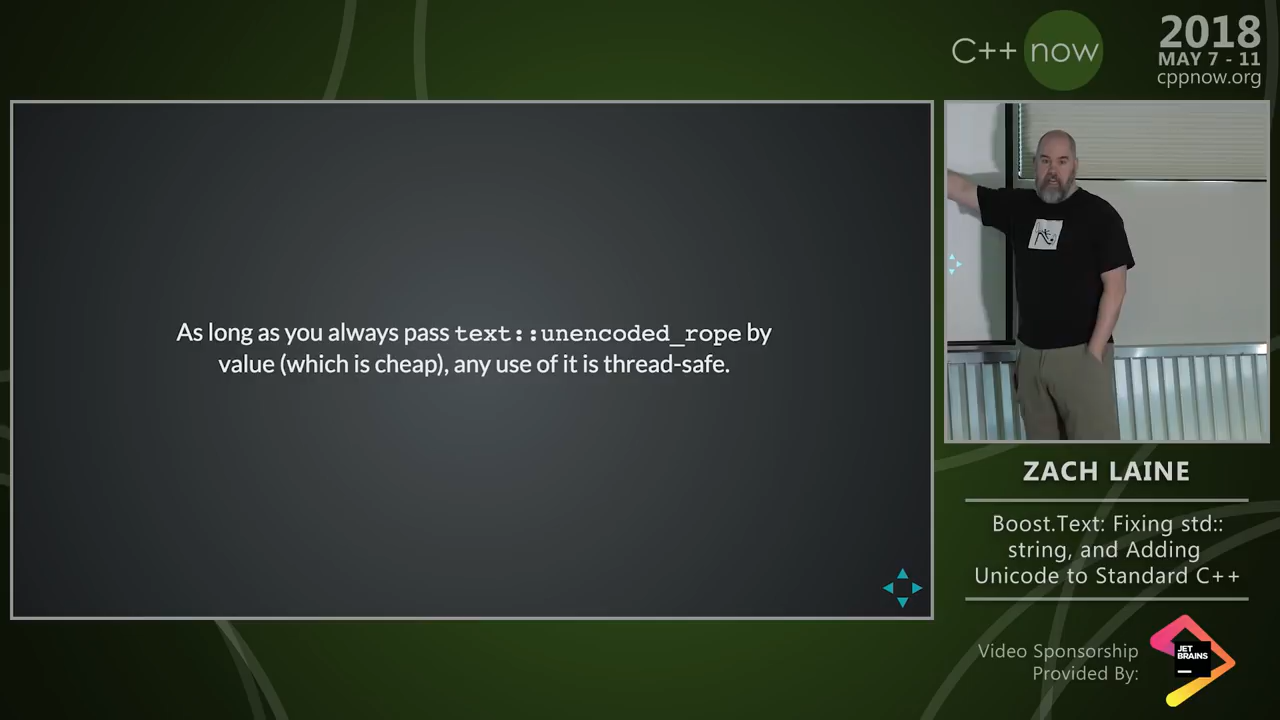 C++ now
2018
MAY 7 - 11
cppnow.org
As long as you always pass text::unencoded_rope by
value (which is cheap), any use of it is thread-safe.
ZACH LAINE
Boost.Text: Fixing std::
string, and Adding
Unicode to Standard C++
Video Sponsorship
Provided By:
JET
BRAINS